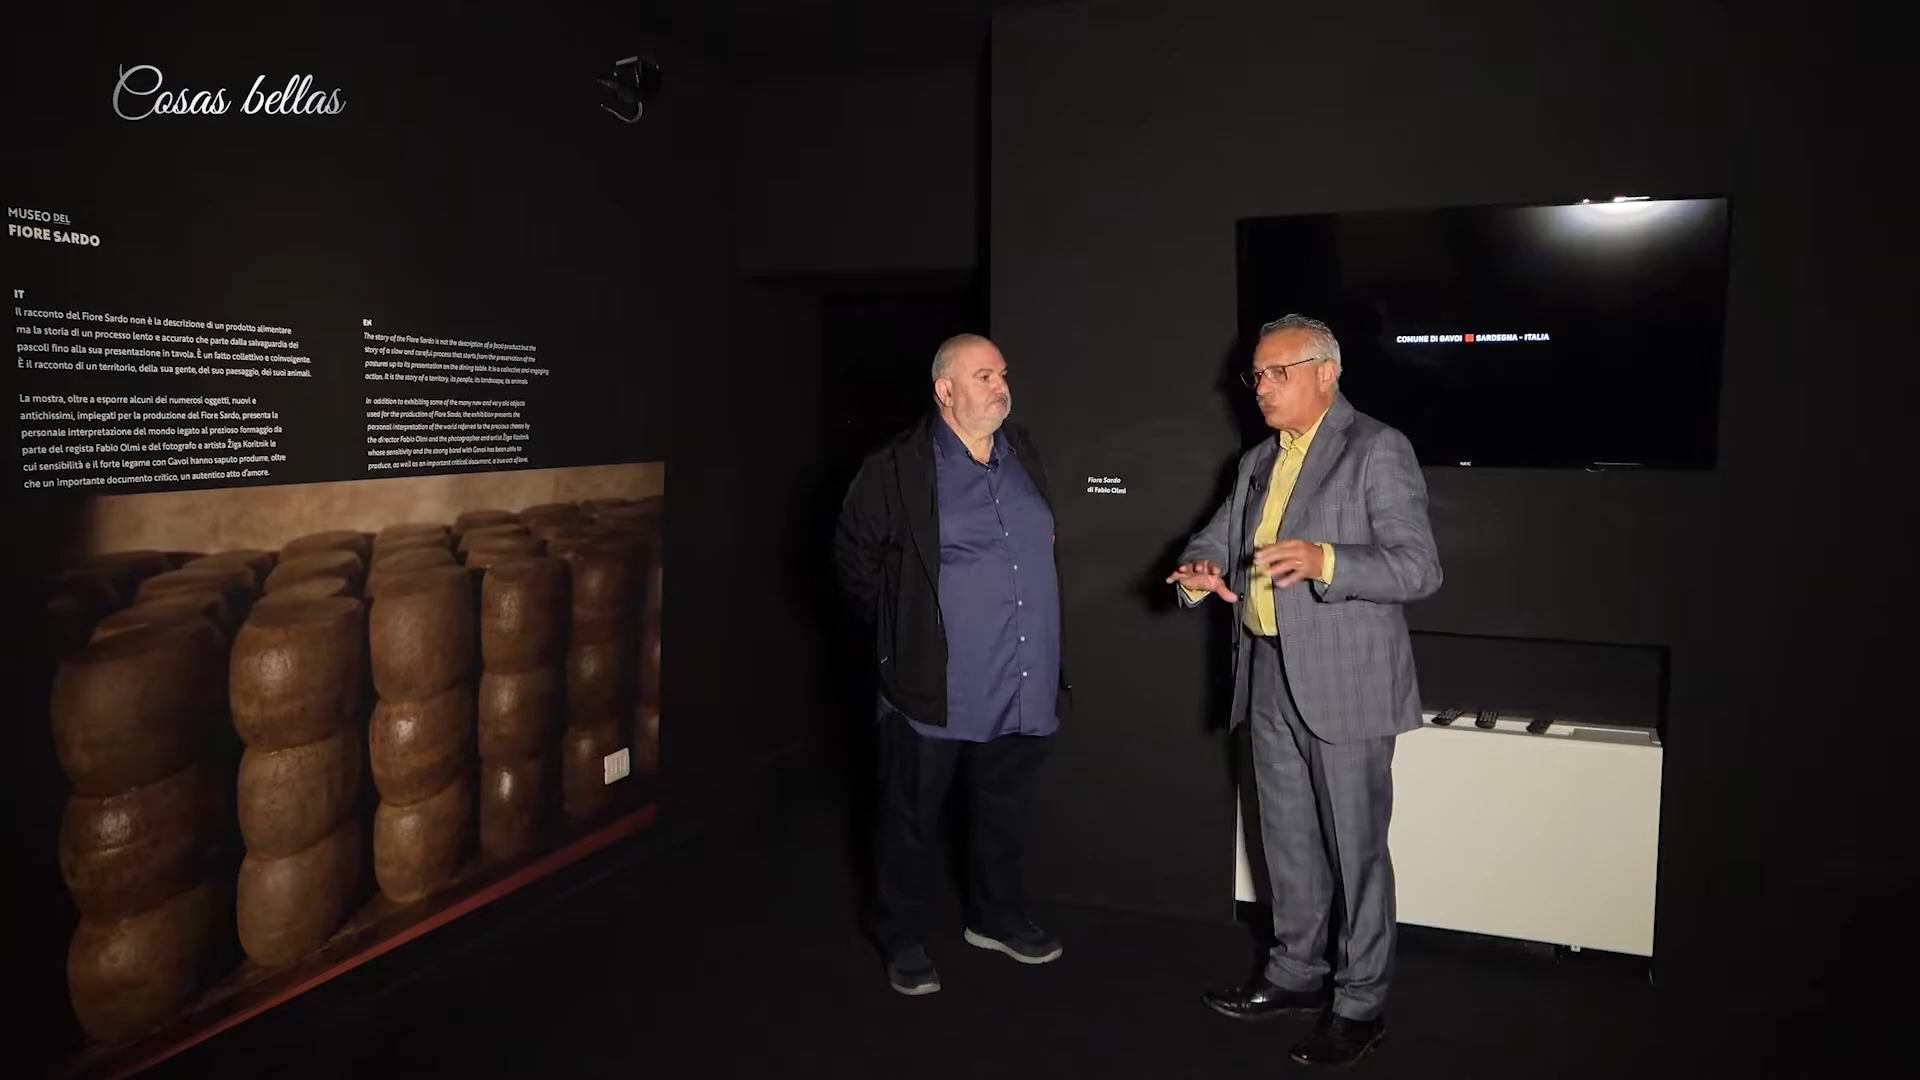 Cosas bellas
MUSEO DEL
FIORE SARDO
IT
Il racconto del Fiore Sardo non è la descrizione di un prodotto alimentare
ma la storia di un processo lento e accurato che parte dalla salvaguardia dei
pascoli fino alla sua presentazione in tavola. È un fatto collettivo e coinvolgente.
È il racconto di un territorio, della sua gente, del suo paesaggio, dei suoi animali.
La mostra, oltre a esporre alcuni dei numerosi oggetti, nuovi e
antichissimi, impiegati per la produzione del Fiore Sardo, presenta la
personale interpretazione del mondo legato al prezioso formaggio da
parte del regista Fabio Olmi e del fotografo e artista Žiga Koritnik le
cui sensibilità e il forte legame con Gavoi hanno saputo produrre, oltre
che un importante documento critico, un autentico atto d'amore.
EN
The story of the Fiore Sardo is not the description of a food product but the
story of a slow and careful process that starts from the preservation of the
pastures up to its presentation on the dining table. It is a collective and engaging
action. It is the story of a territory, its people, its landscape, its animals
In addition to exhibiting some of the many new and very old objects
used for the production of Fiore Sardo, the exhibition presents the
personal interpretation of the world referred to the precious cheese by
the director Fabio Olmi and the photographer and artist Žiga Koritnik
whose sensitivity and the strong bond with Gavoi has been able to
produce, as well as an important critical document, a true act of love.
Fiore Sardo
di Fabio Olmi
COMUNE DI GAVOI SARDEGNA - ITALIA
NEC